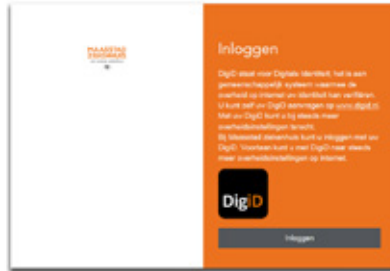 MAASSTAD
ZIEKENHUIS
Inloggen
DigiD staat voor Digitale Identiteit; het is een
gemeenschappelijk systeem waarmee de
overheid op internet uw identiteit kan verifiëren.
U kunt zelf uw DigiD aanvragen op www.digid.nl.
Met uw DigiD kunt u bij steeds meer
overheidsinstellingen terecht.
Bij Maasstad ziekenhuis kunt u inloggen met uw
DigiD. Voortaan kunt u met DigiD naar steeds
meer overheidsinstellingen op internet.
DigiD
Inloggen